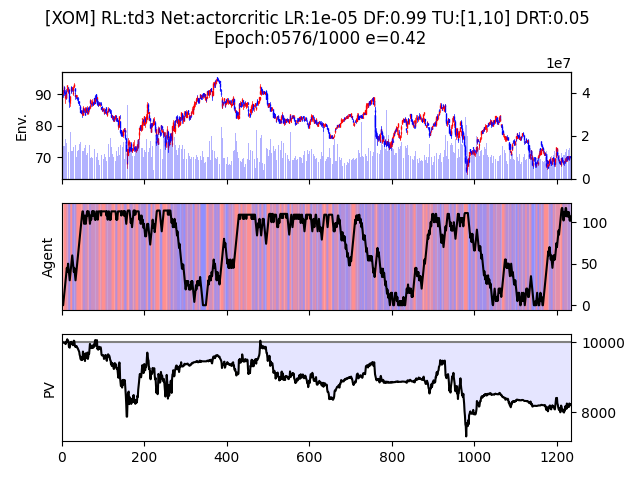 [XOM] RL:td3 Net:actorcritic LR:1e-05 DF:0.99 TU:[1,10] DRT:0.05
Epoch:0576/1000 e=0.42
1e7
Env.
90
80
70
4
2
0
Agent
100
50
0
PV
10000
8000
0 200 400 600 800 1000 1200